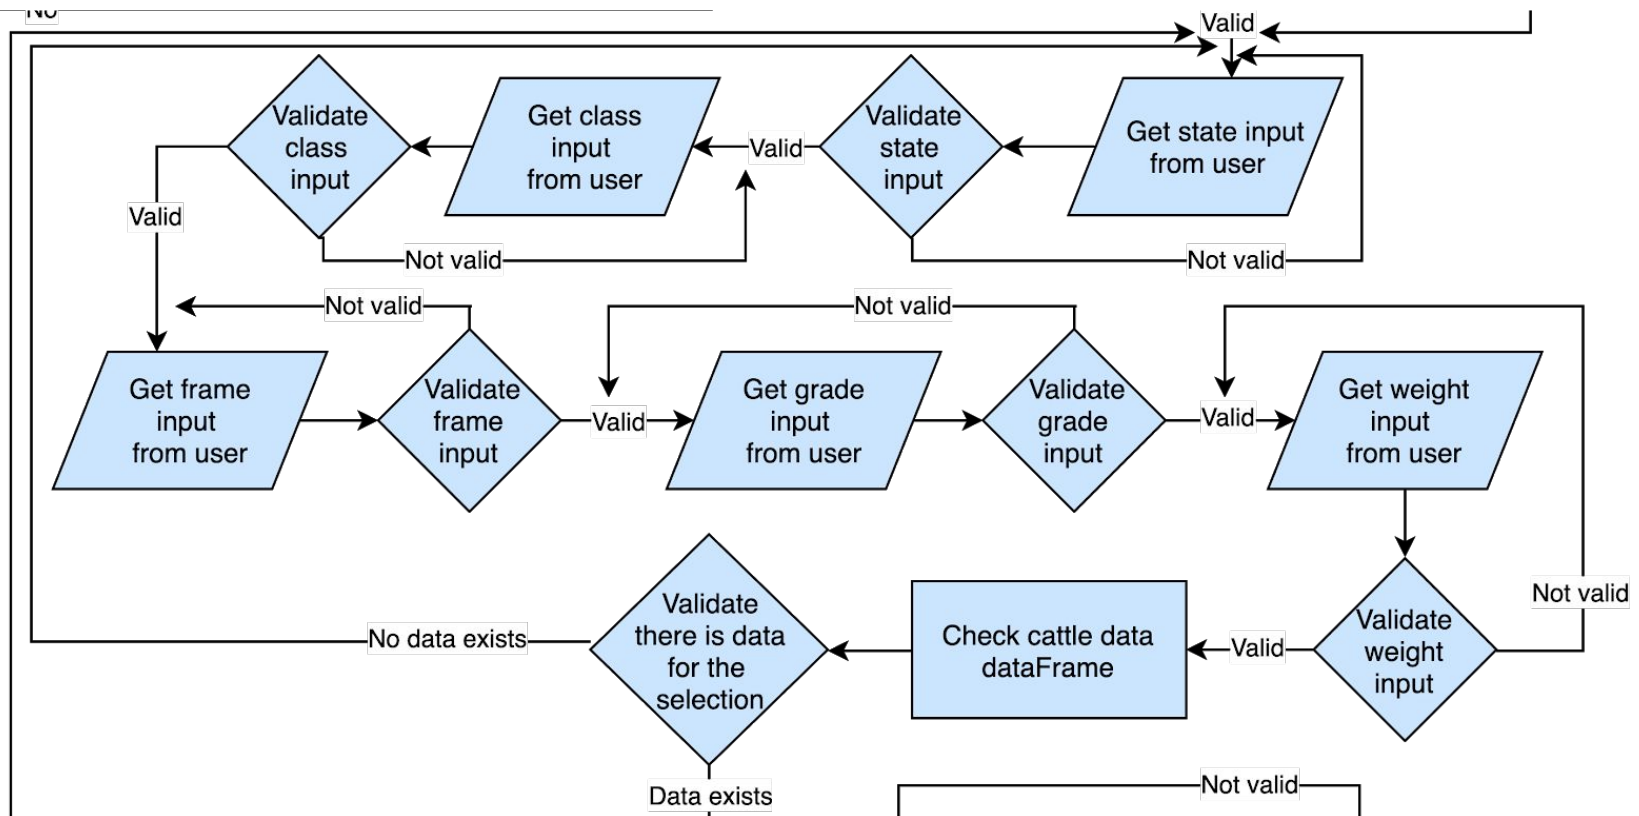 No
Valid
Validate
class
input
Get class
input
from user
Valid
Validate
state
input
Get state input
from user
Valid
Not valid
Not valid
Not valid
Not valid
Get frame
input
from user
Validate
frame
input
Valid
Get grade
input
from user
Validate
grade
input
Valid
Get weight
input
from user
Not valid
Validate
there is data
for the
selection
No data exists
Check cattle data
dataFrame
Valid
Validate
weight
input
Data exists
Not valid